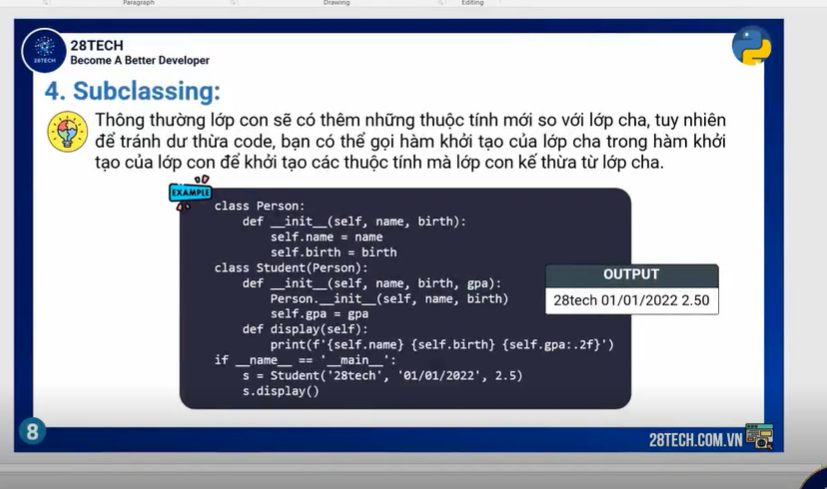 Paragraph
Drawing
Editing
28TECH
28TECH
Become A Better Developer
4. Subclassing:
Thông thường lớp con sẽ có thêm những thuộc tính mới so với lớp cha, tuy nhiên
để tránh dư thừa code, bạn có thể gọi hàm khởi tạo của lớp cha trong hàm khởi
tạo của lớp con để khởi tạo các thuộc tính mà lớp con kế thừa từ lớp cha.
EXAMPLE
class Person:
    def __init__(self, name, birth):
        self.name = name
        self.birth = birth
class Student(Person):
    def __init__(self, name, birth, gpa):
        Person.__init__(self, name, birth)
        self.gpa = gpa
    def display(self):
        print(f'{self.name} {self.birth} {self.gpa:.2f}')
if __name__ == '__main__':
    s = Student('28tech', '01/01/2022', 2.5)
    s.display()
OUTPUT
28tech 01/01/2022 2.50
8
28TECH.COM.VN